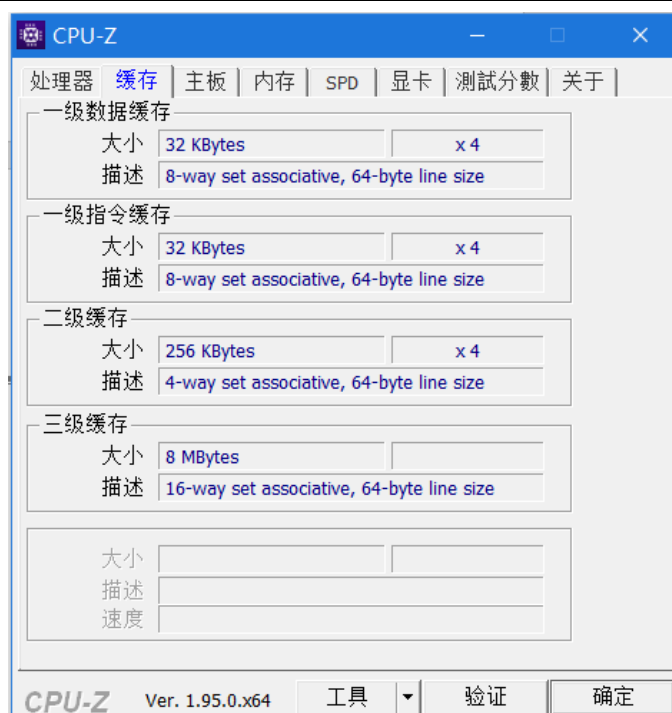 CPU-Z
处理器 缓存 主板 内存 SPD 显卡 測試分數 关于
一级数据缓存
大小 32 KBytes x 4
描述 8-way set associative, 64-byte line size
一级指令缓存
大小 32 KBytes x 4
描述 8-way set associative, 64-byte line size
二级缓存
大小 256 KBytes x 4
描述 4-way set associative, 64-byte line size
三级缓存
大小 8 MBytes
描述 16-way set associative, 64-byte line size
大小
描述
速度
CPU-Z Ver. 1.95.0.x64 工具 验证 确定